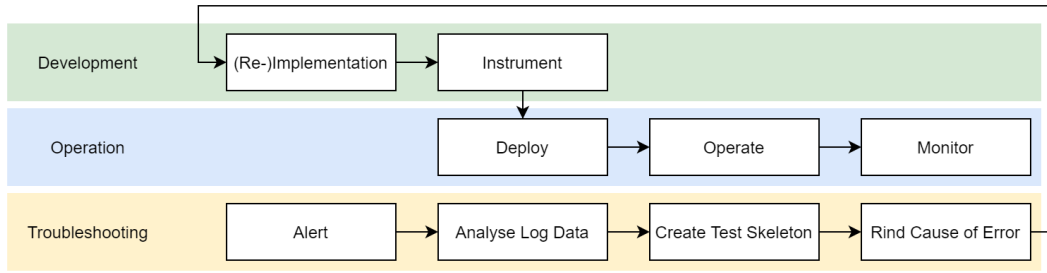 Development
(Re-)Implementation
Instrument
Operation
Deploy
Operate
Monitor
Troubleshooting
Alert
Analyse Log Data
Create Test Skeleton
Rind Cause of Error